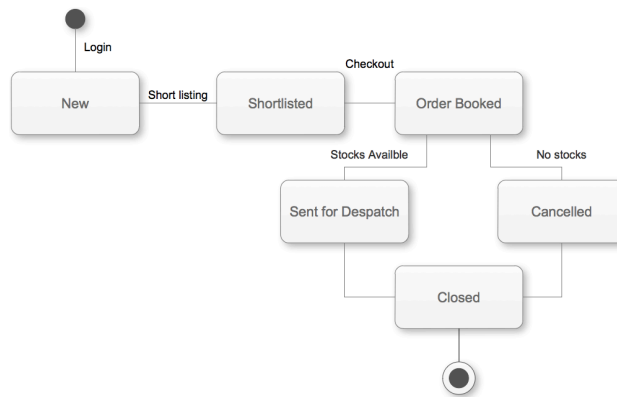 Login
Checkout
New
Short listing
Shortlisted
Order Booked
Stocks Availble
No stocks
Sent for Despatch
Cancelled
Closed